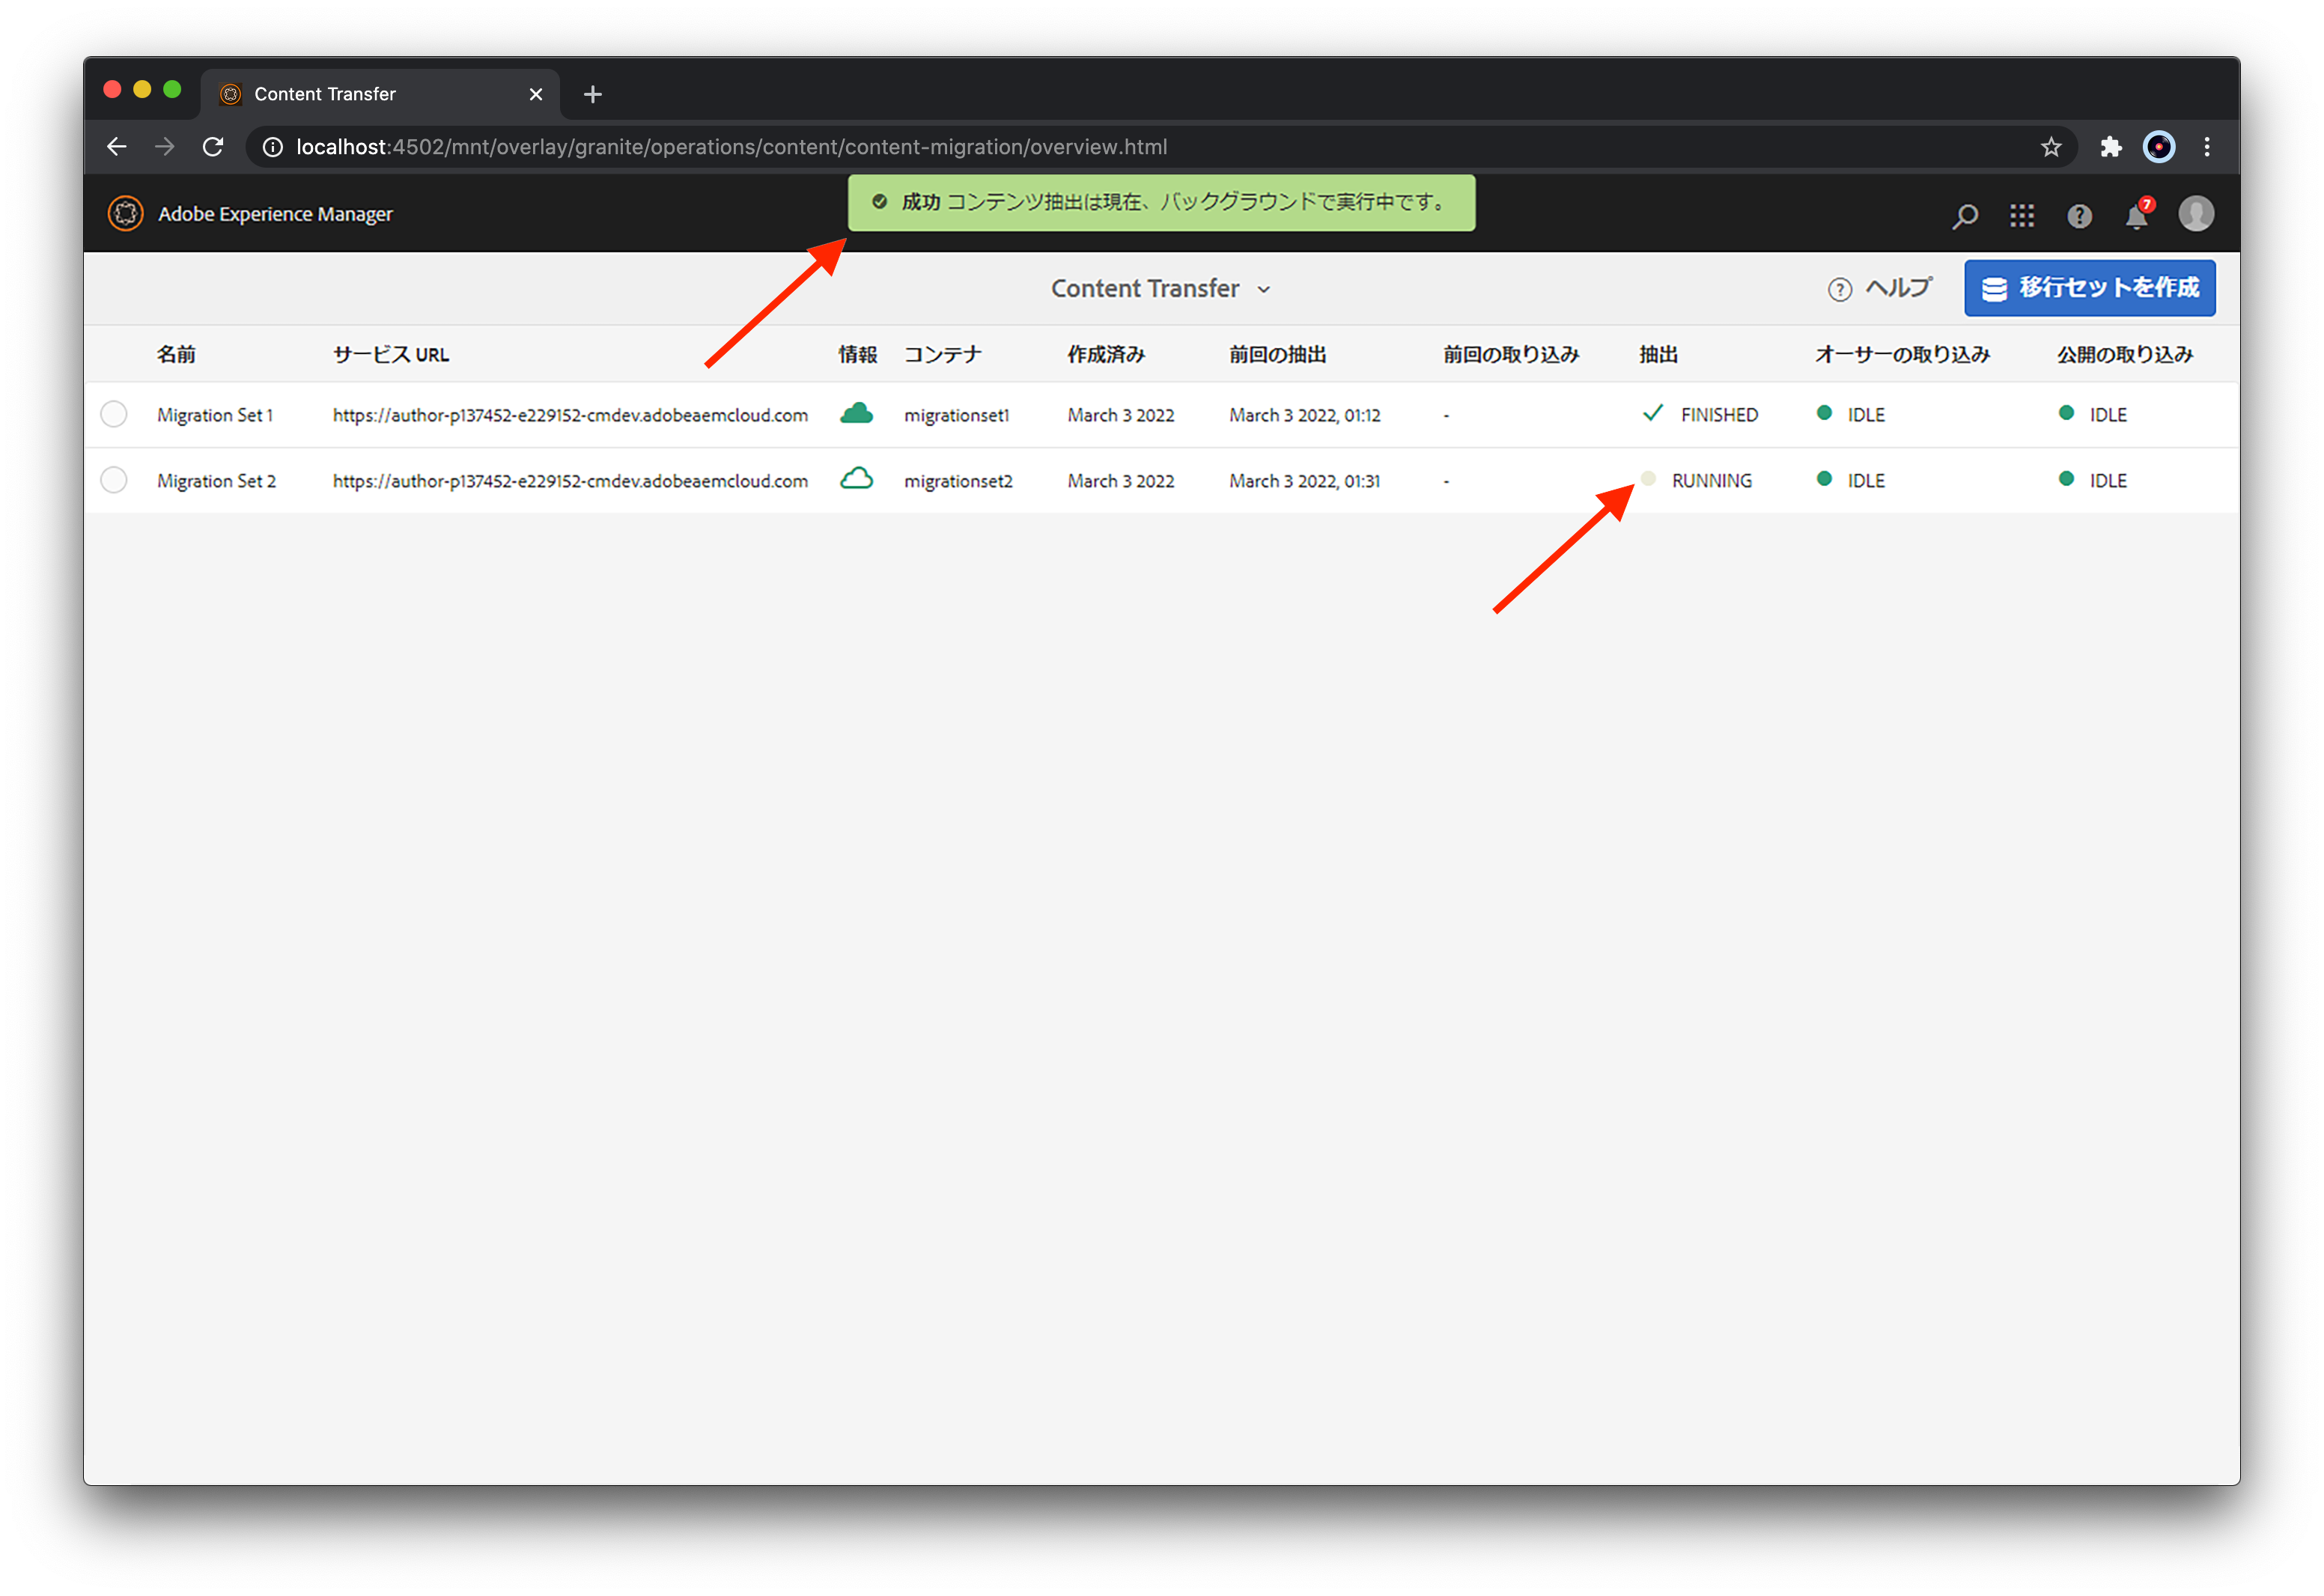 Content Transfer
localhost:4502/mnt/overlay/granite/operations/content/content-migration/overview.html
Adobe Experience Manager
成功 コンテンツ抽出は現在、バックグラウンドで実行中です。
7
Content Transfer
ヘルプ
移行セットを作成
名前 サービス URL 情報 コンテナ 作成済み 前回の抽出 前回の取り込み 抽出 オーサーの取り込み 公開の取り込み
Migration Set 1 https://author-p137452-e229152-cmdev.adobeaemcloud.com migrationset1 March 3 2022 March 3 2022, 01:12 - FINISHED IDLE IDLE
Migration Set 2 https://author-p137452-e229152-cmdev.adobeaemcloud.com migrationset2 March 3 2022 March 3 2022, 01:31 - RUNNING IDLE IDLE